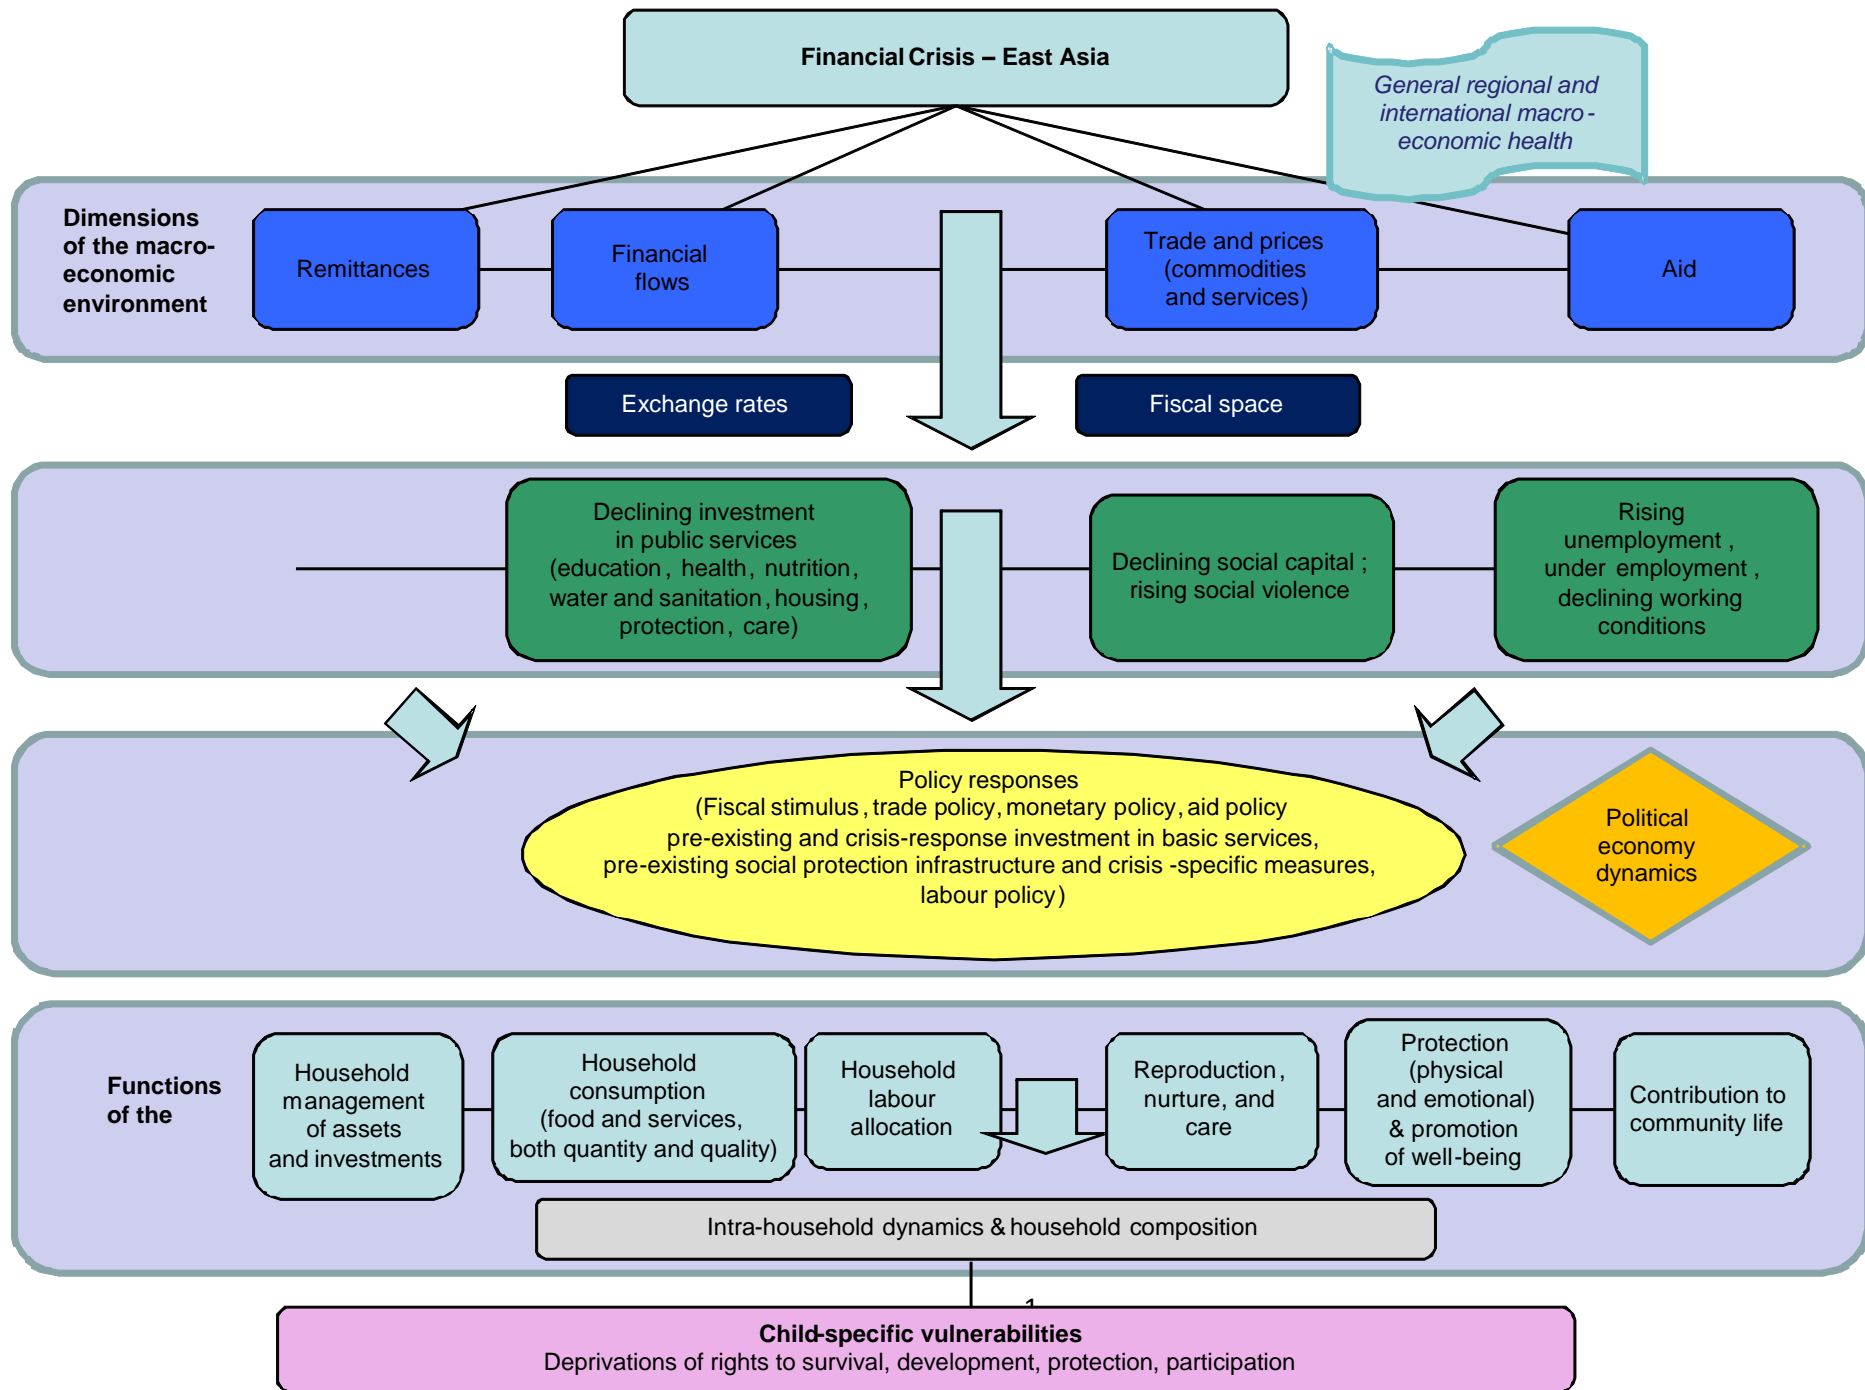 Financial Crisis – East Asia
General regional and
international macro-
economic health
Dimensions
of the macro-
economic
environment
Remittances
Financial
flows
Trade and prices
(commodities
and services)
Aid
Exchange rates
Fiscal space
Declining investment
in public services
(education, health, nutrition,
water and sanitation, housing,
protection, care)
Declining social capital ;
rising social violence
Rising
unemployment ,
under employment ,
declining working
conditions
Policy responses
(Fiscal stimulus, trade policy, monetary policy, aid policy
pre-existing and crisis-response investment in basic services,
pre-existing social protection infrastructure and crisis -specific measures,
labour policy)
Political
economy
dynamics
Functions
of the
Household
management
of assets
and investments
Household
consumption
(food and services,
both quantity and quality)
Household
labour
allocation
Reproduction,
nurture, and
care
Protection
(physical
and emotional)
& promotion
of well-being
Contribution to
community life
Intra-household dynamics & household composition
1
Child-specific vulnerabilities
Deprivations of rights to survival, development, protection, participation